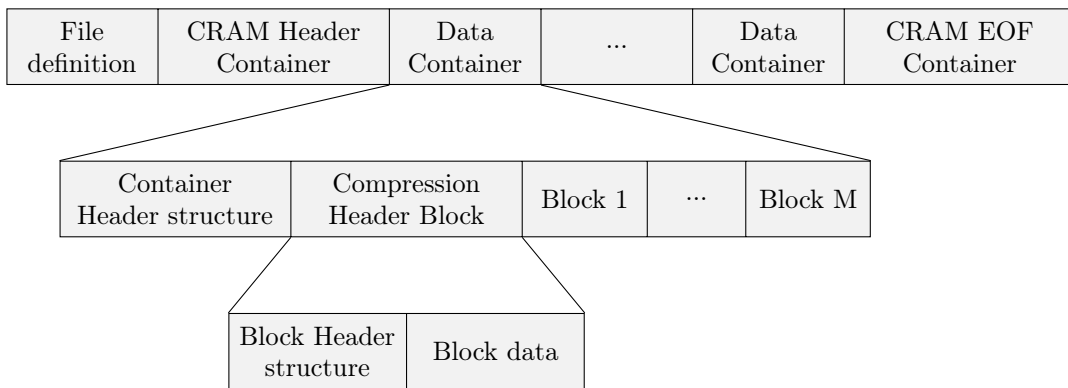 File
definition
CRAM Header
Container
Data
Container
...
Data
Container
CRAM EOF
Container
Container
Header structure
Compression
Header Block
Block 1
...
Block M
Block Header
structure
Block data